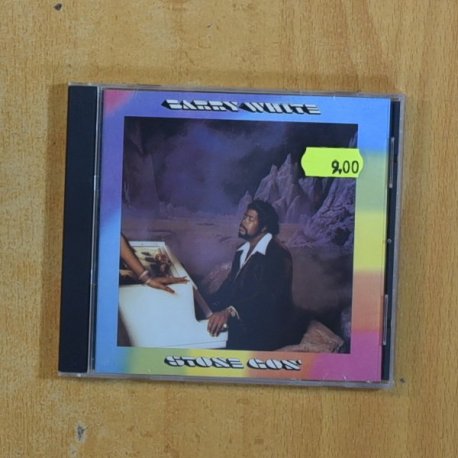 BARRY WHITE
9,00
STONE GON'